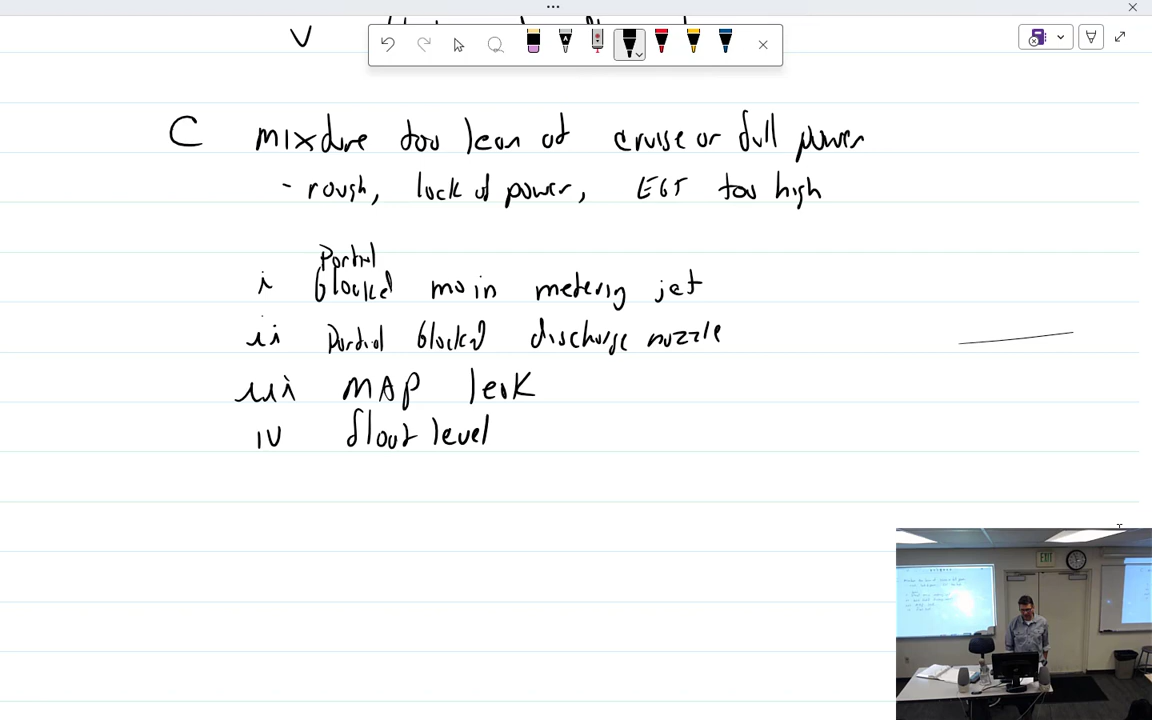 V
C mixture too lean at cruise or full power
- rough, lack of power, EGT too high
Partial
i blocked main metering jet
ii Partial blocked discharge nozzle
iii MAP leak
iv float level
EXIT